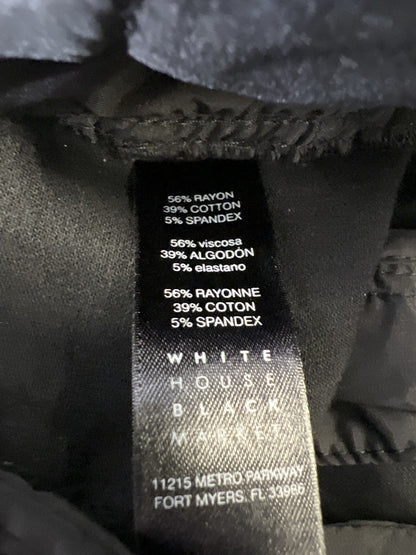 56% RAYON
39% COTTON
5% SPANDEX
56% viscosa
39% ALGODÓN
5% elastano
56% RAYONNE
39% COTON
5% SPANDEX
WHITE
HOUSE
BLACK
MARKET
11215 METRO PARKWAY
FORT MYERS, FL 33966